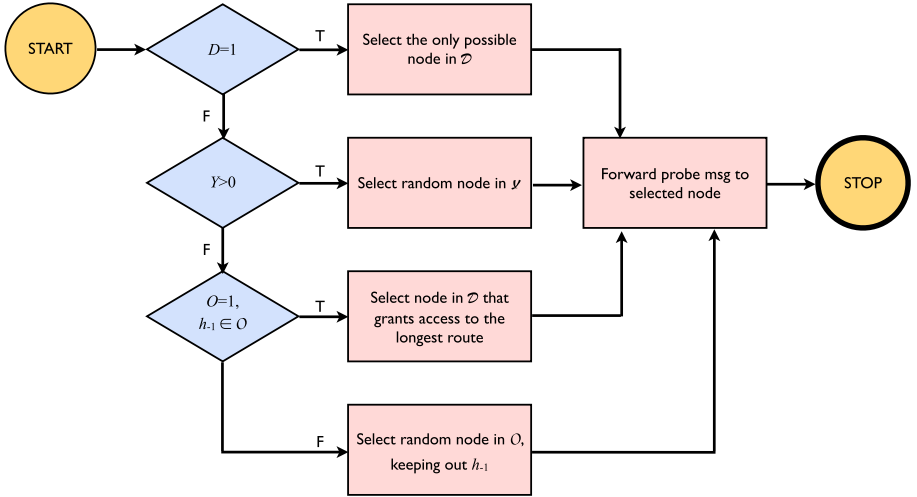 START
D=1
T
Select the only possible
node in 𝒟
F
Y>0
T
Select random node in 𝒴
Forward probe msg to
selected node
STOP
F
O=1,
h-1 ∈ 𝒪
T
Select node in 𝒟 that
grants access to the
longest route
F
Select random node in 𝒪,
keeping out h-1